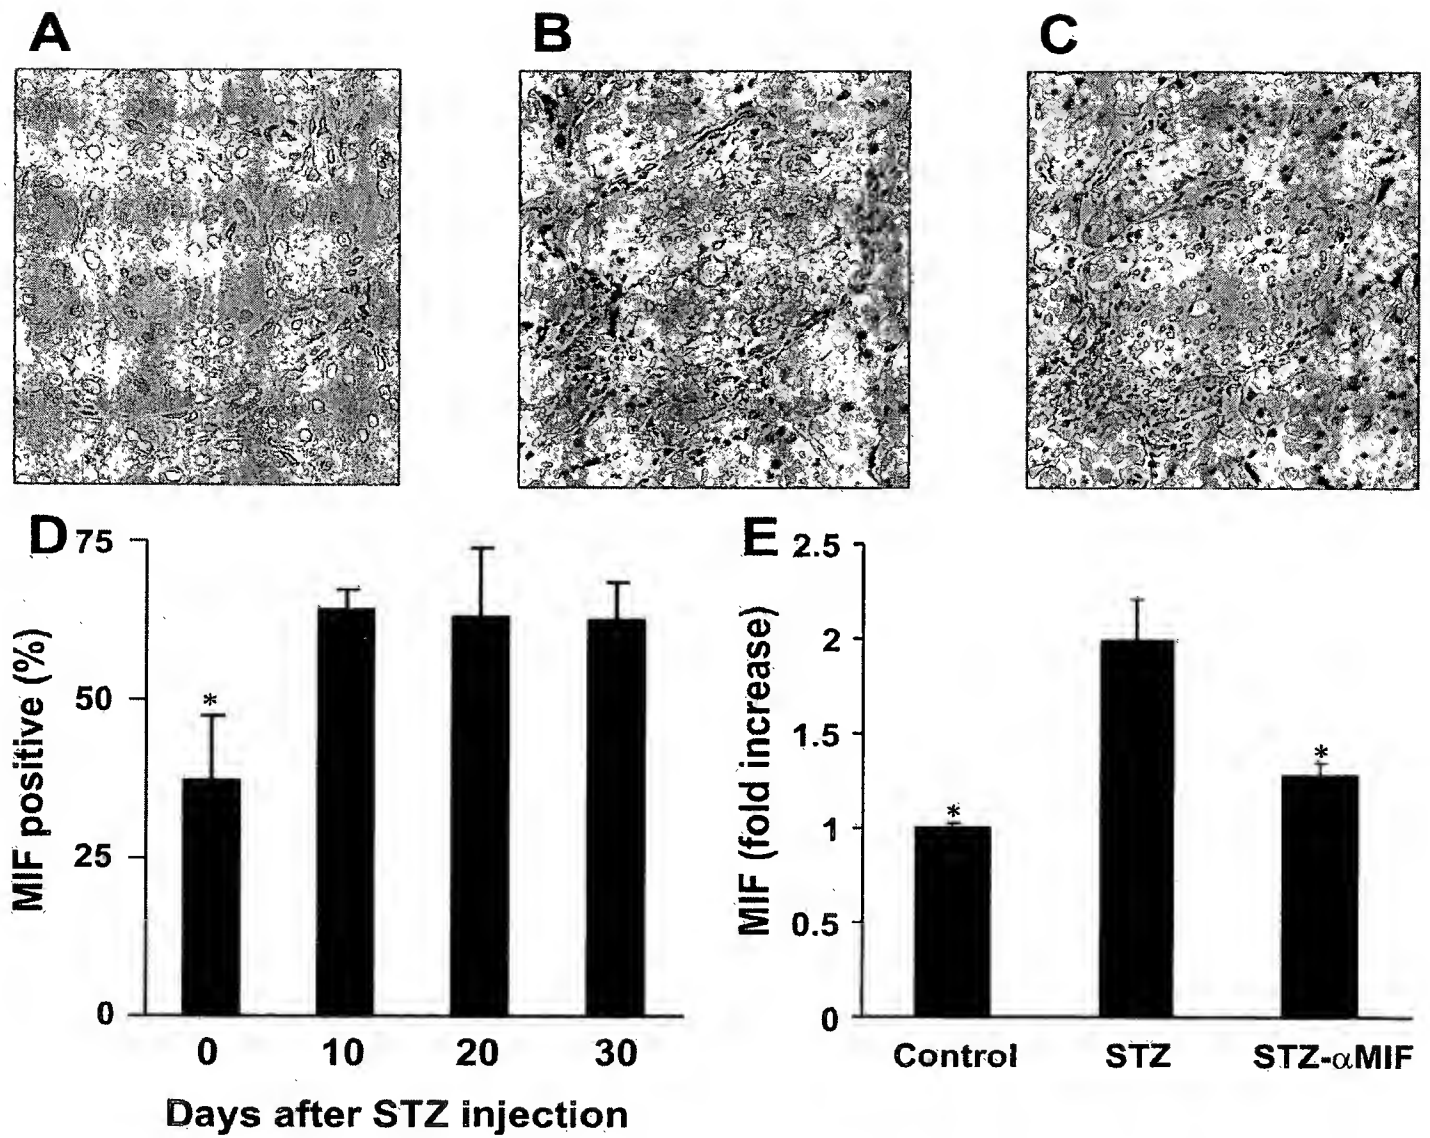 A
B
C
D
75
50
25
0
MIF positive (%)
0 10 20 30
Days after STZ injection
*
E
2.5
2
1.5
1
0.5
0
MIF (fold increase)
* *
Control STZ STZ-αMIF